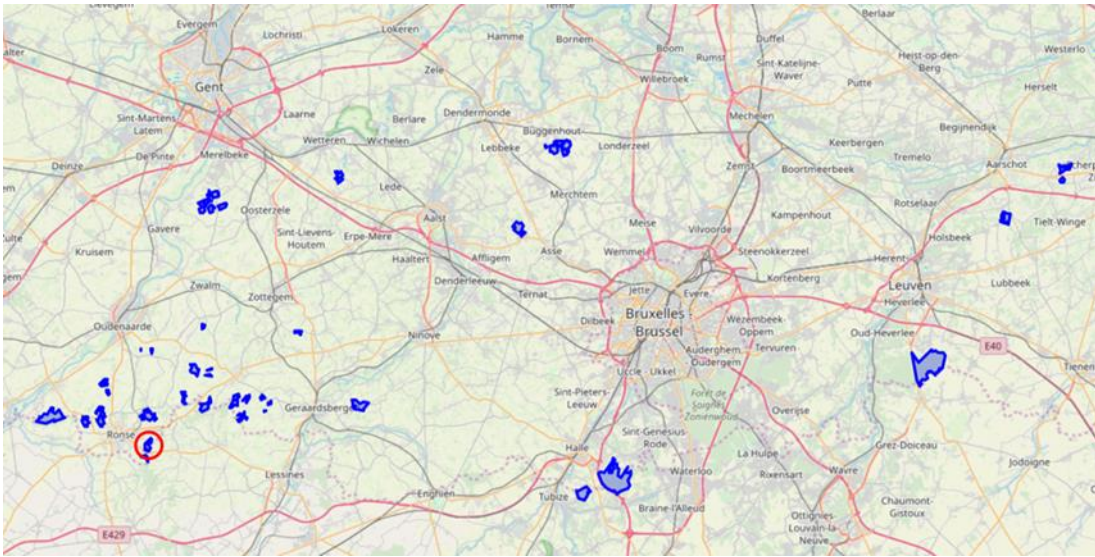 Evergem
Lochristi
Lokeren
Hamme
Bornem
Boom
Duffel
Berlaar
Westerlo
Rumst
Sint-Katelijne-
Waver
Heist-op-den-
Berg
Zele
Willebroek
Putte
Herselt
Gent
Sint-Martens
Latem
Laarne
Berlare
Dendermonde
Mechelen
De Pinte
Merelbeke
Wetteren
Wichelen
Lebbeke
Buggenhout
Londerzeel
Keerbergen
Begijnendijk
Tremelo
Aarschot
Deinze
Lede
Zemst
Boortmeerbeek
Merchtem
Rotselaar
Oosterzele
Aalst
Meise
Kampenhout
Tielt-Winge
Gavere
Sint-Lievens-
Houtem
Erpe-Mere
Vilvoorde
Holsbeek
Kruisem
Haaltert
Affligem
Asse
Wemmel
Steenokkerzeel
Herent
Zwalm
Denderleeuw
Ternat
Jette
Evere
Kortenberg
Leuven
Lubbeek
Zottegem
Heverlee
Oudenaarde
Ninove
Dilbeek
Bruxelles -
Brussel
Wezembeek-
Oppem
Oud-Heverlee
Auderghem
Oudergem
Tervuren
E40
Tienen
Uccle - Ukkel
Sint-Pieters-
Leeuw
Forêt de
Soignes
Zoniënwoud
Geraardsbergen
Overijse
Ronse
Sint-Genesius-
Rode
Halle
Grez-Doiceau
La Hulpe
Jodoigne
Lessines
Waterloo
Rixensart
Wavre
Enghien
Tubize
Braine-l'Alleud
Ottignies-
Louvain-la-
Neuve
Chaumont-
Gistoux
E429